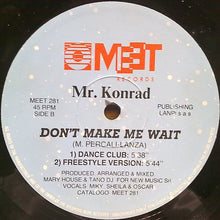 MEET
RECORDS
Mr. Konrad
MEET 281
45 RPM
SIDE B
PUBLISHING
LANP s a s
DON'T MAKE ME WAIT
(M. PERCALI-LANZA)
1) DANCE CLUB: 5'38"
2) FREESTYLE VERSION: 5'44"
PRODUCED, ARRANGED & MIXED
MARY HOUSE & TANO DJ FOR NEW MUSIC Srl
VOCALS MIKY, SHEILA & OSCAR
CATALOGO MEET 281